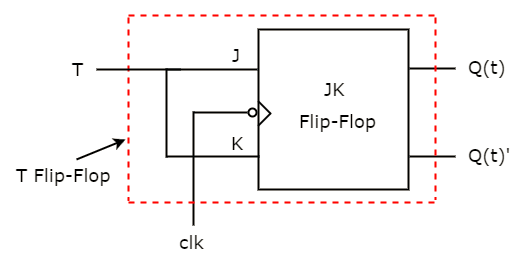 J
T
Q(t)
JK
Flip-Flop
K
Q(t)'
T Flip-Flop
clk